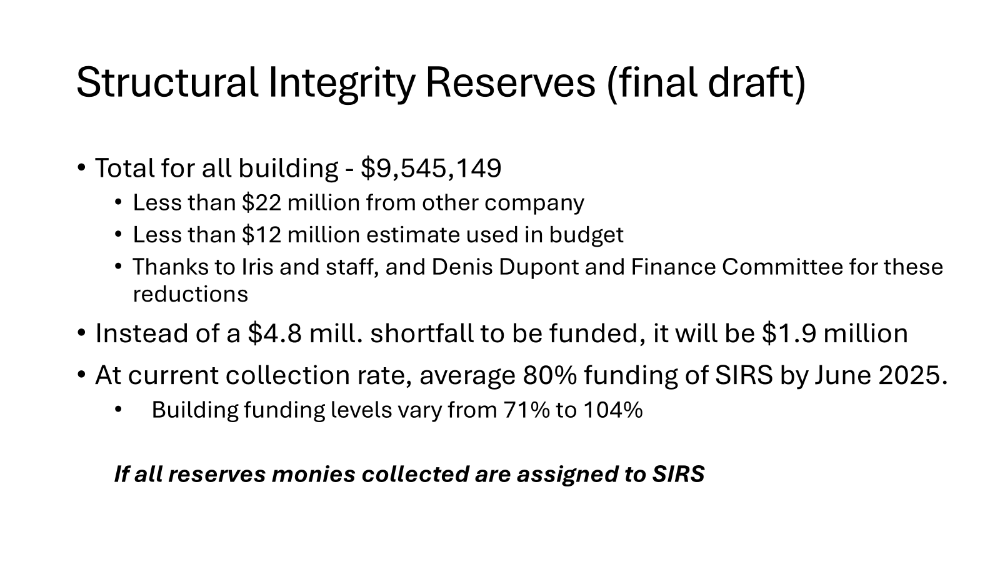 Structural Integrity Reserves (final draft)
• Total for all building - $9,545,149
• Less than $22 million from other company
• Less than $12 million estimate used in budget
• Thanks to Iris and staff, and Denis Dupont and Finance Committee for these
reductions
• Instead of a $4.8 mill. shortfall to be funded, it will be $1.9 million
• At current collection rate, average 80% funding of SIRS by June 2025.
• Building funding levels vary from 71% to 104%
If all reserves monies collected are assigned to SIRS